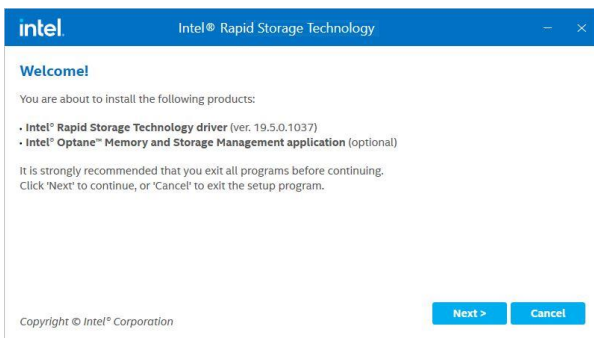 intel.
Intel® Rapid Storage Technology
Welcome!
You are about to install the following products:
• Intel® Rapid Storage Technology driver (ver. 19.5.0.1037)
• Intel® Optane™ Memory and Storage Management application (optional)
It is strongly recommended that you exit all programs before continuing.
Click 'Next' to continue, or 'Cancel' to exit the setup program.
Next >
Cancel
Copyright © Intel® Corporation